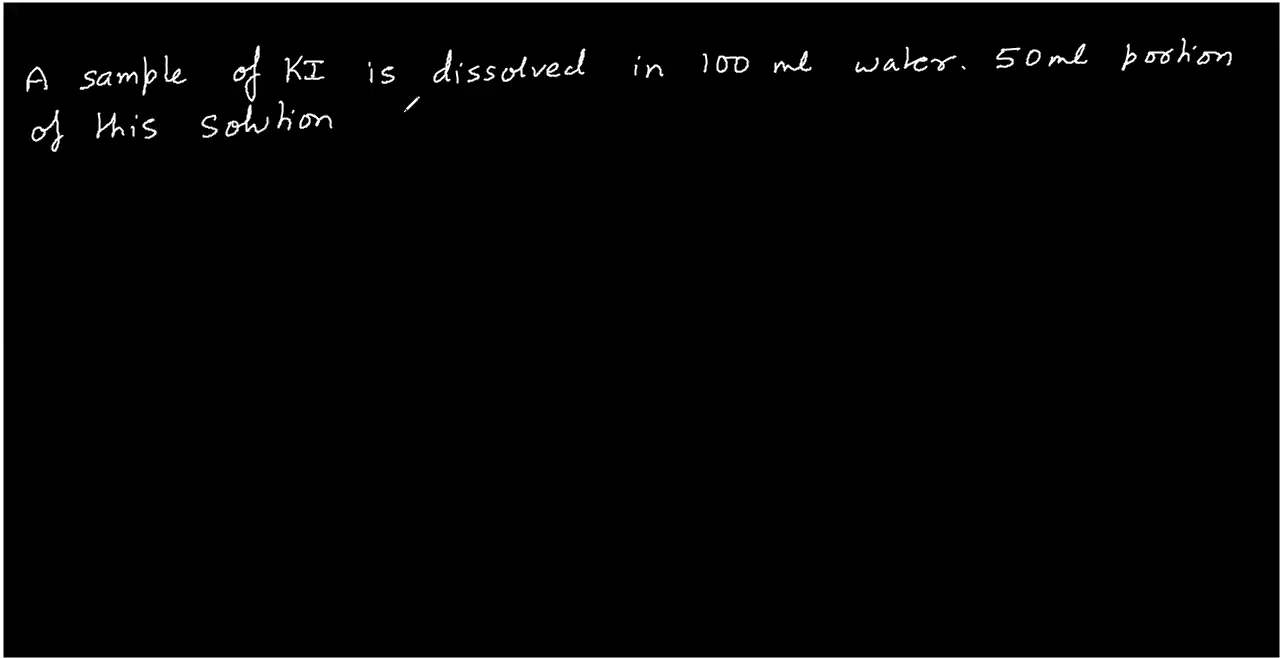 A sample of KI is dissolved in 100 ml water. 50ml portion
of this solution